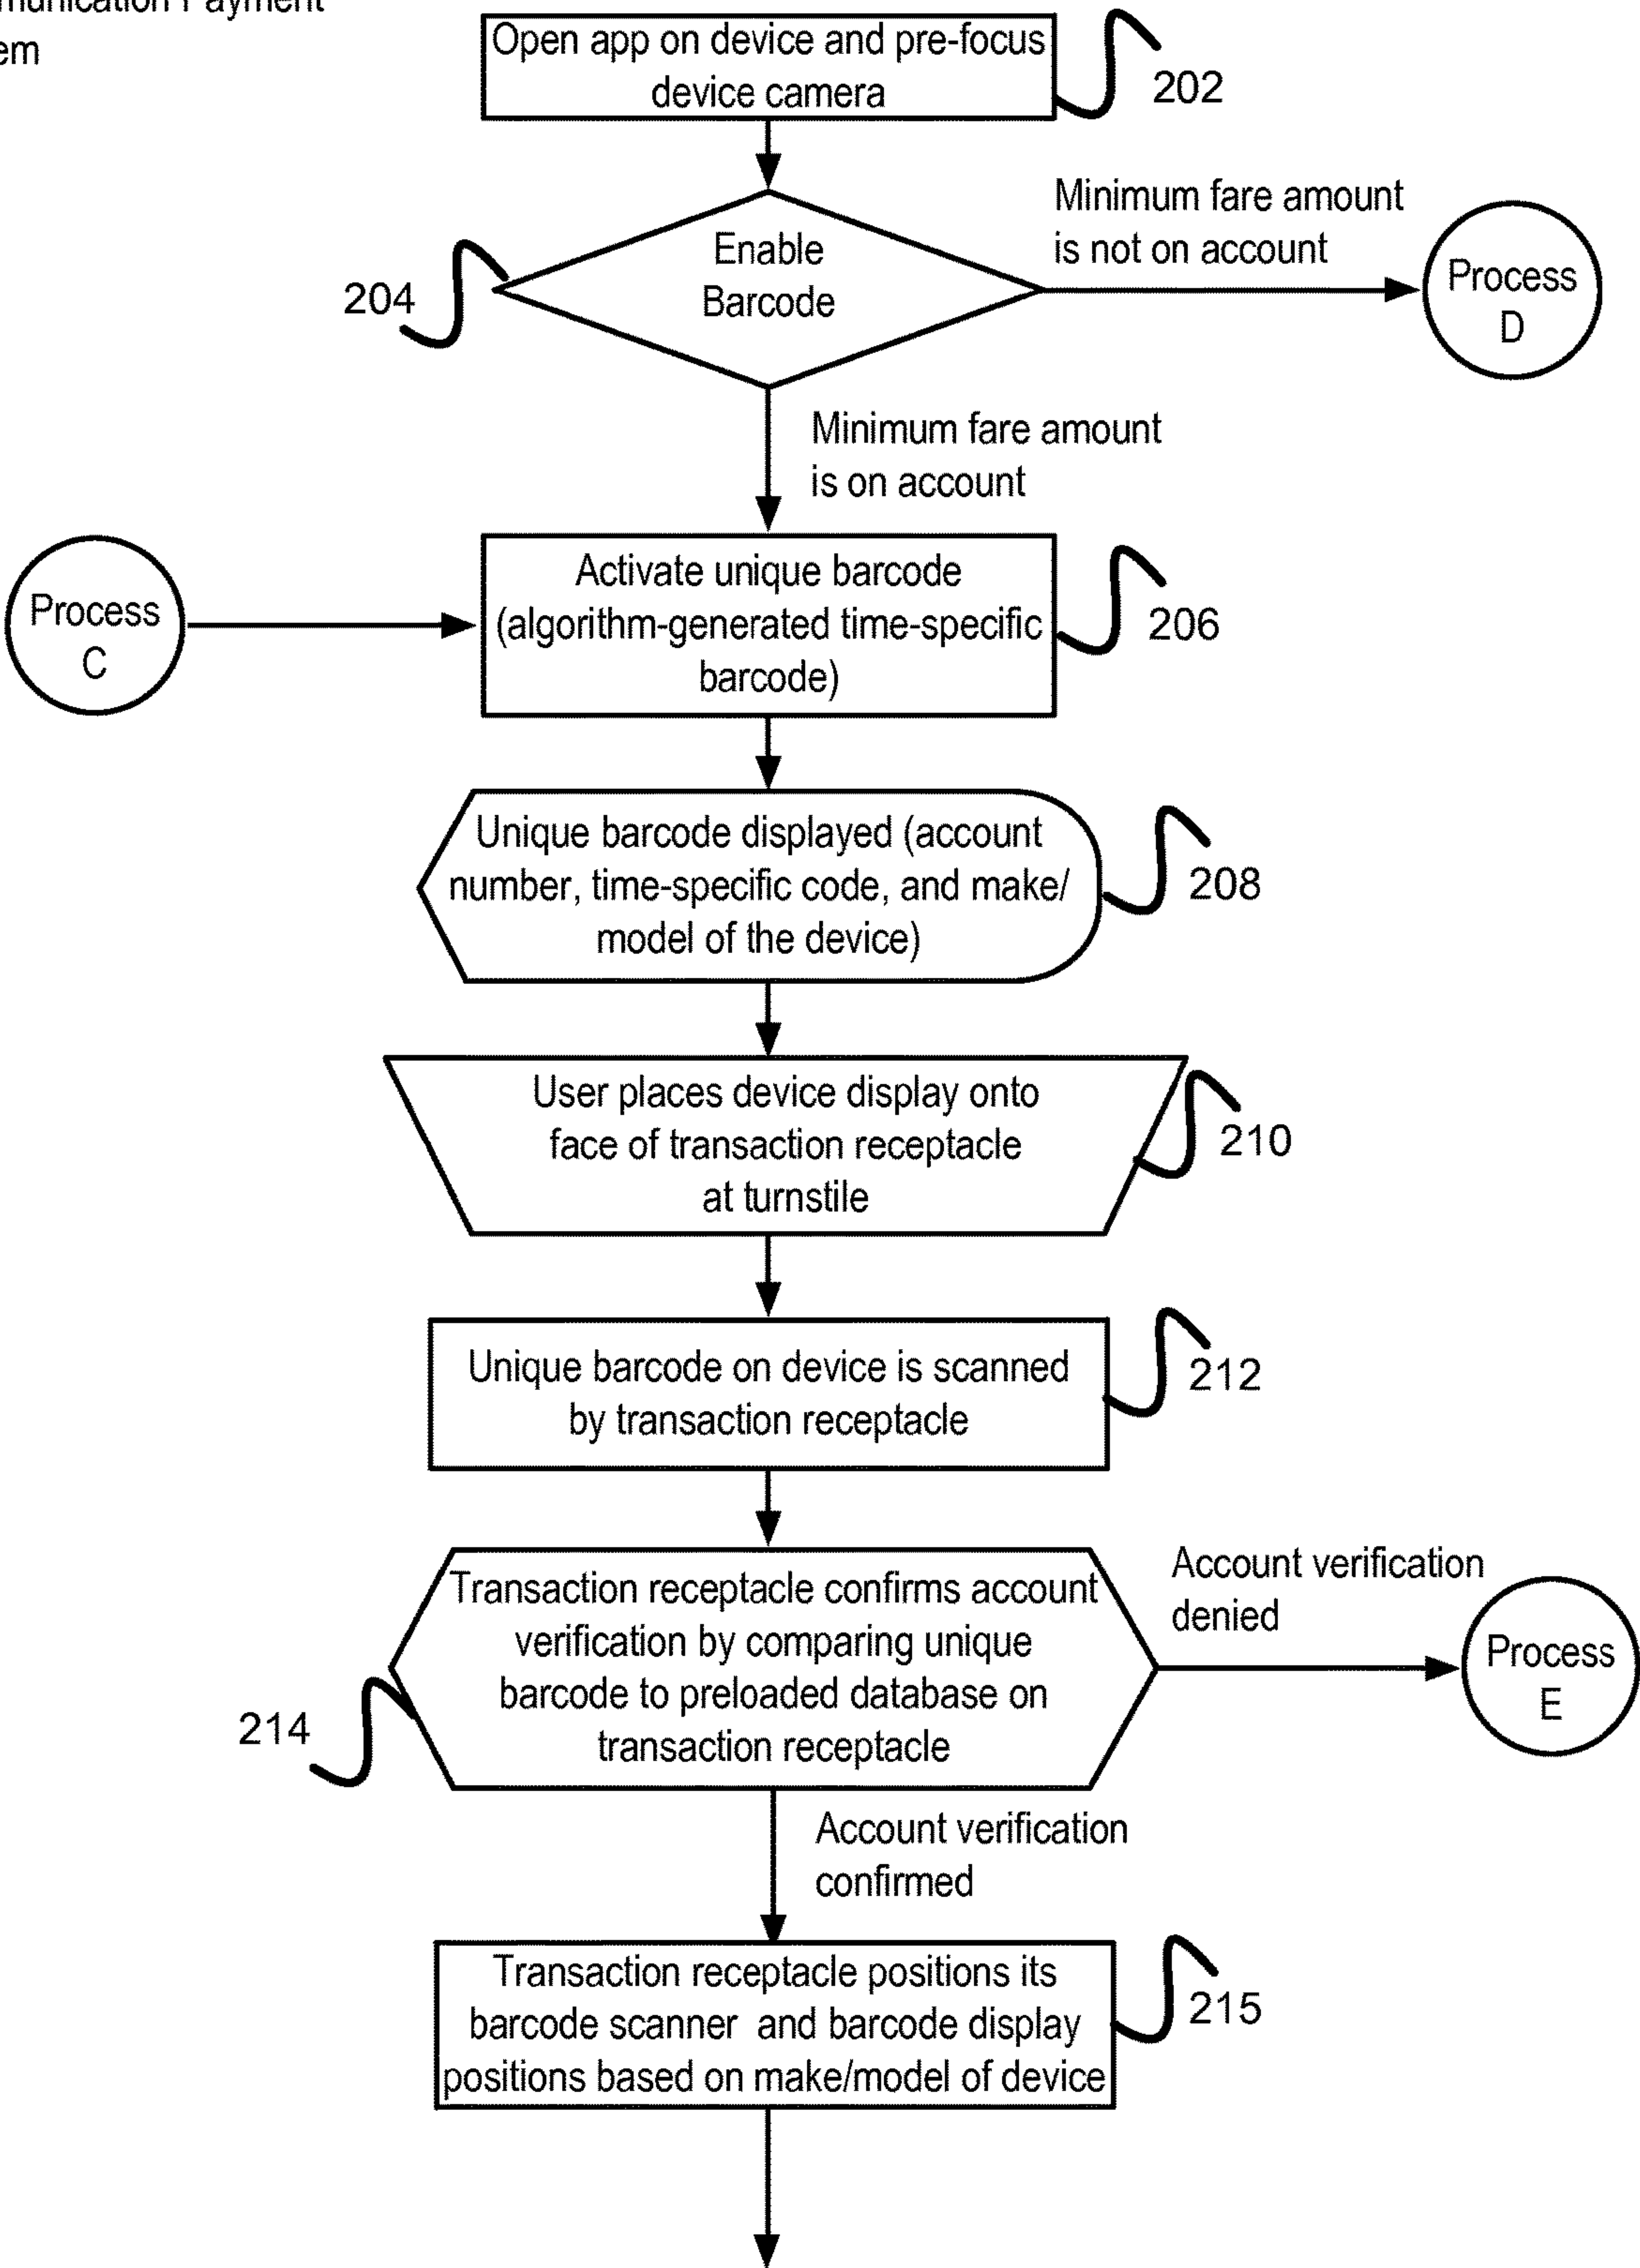 Payment
em
Open app on device and pre-focus
device camera
202
Minimum fare amount
is not on account
Enable
Barcode
204
Process
D
Minimum fare amount
is on account
Process
C
Activate unique barcode
(algorithm-generated time-specific
barcode)
206
Unique barcode displayed (account
number, time-specific code, and make/
model of the device)
208
User places device display onto
face of transaction receptacle
at turnstile
210
Unique barcode on device is scanned
by transaction receptacle
212
Transaction receptacle confirms account
verification by comparing unique
barcode to preloaded database on
transaction receptacle
214
Account verification
denied
Process
E
Account verification
confirmed
Transaction receptacle positions its
barcode scanner and barcode display
positions based on make/model of device
215